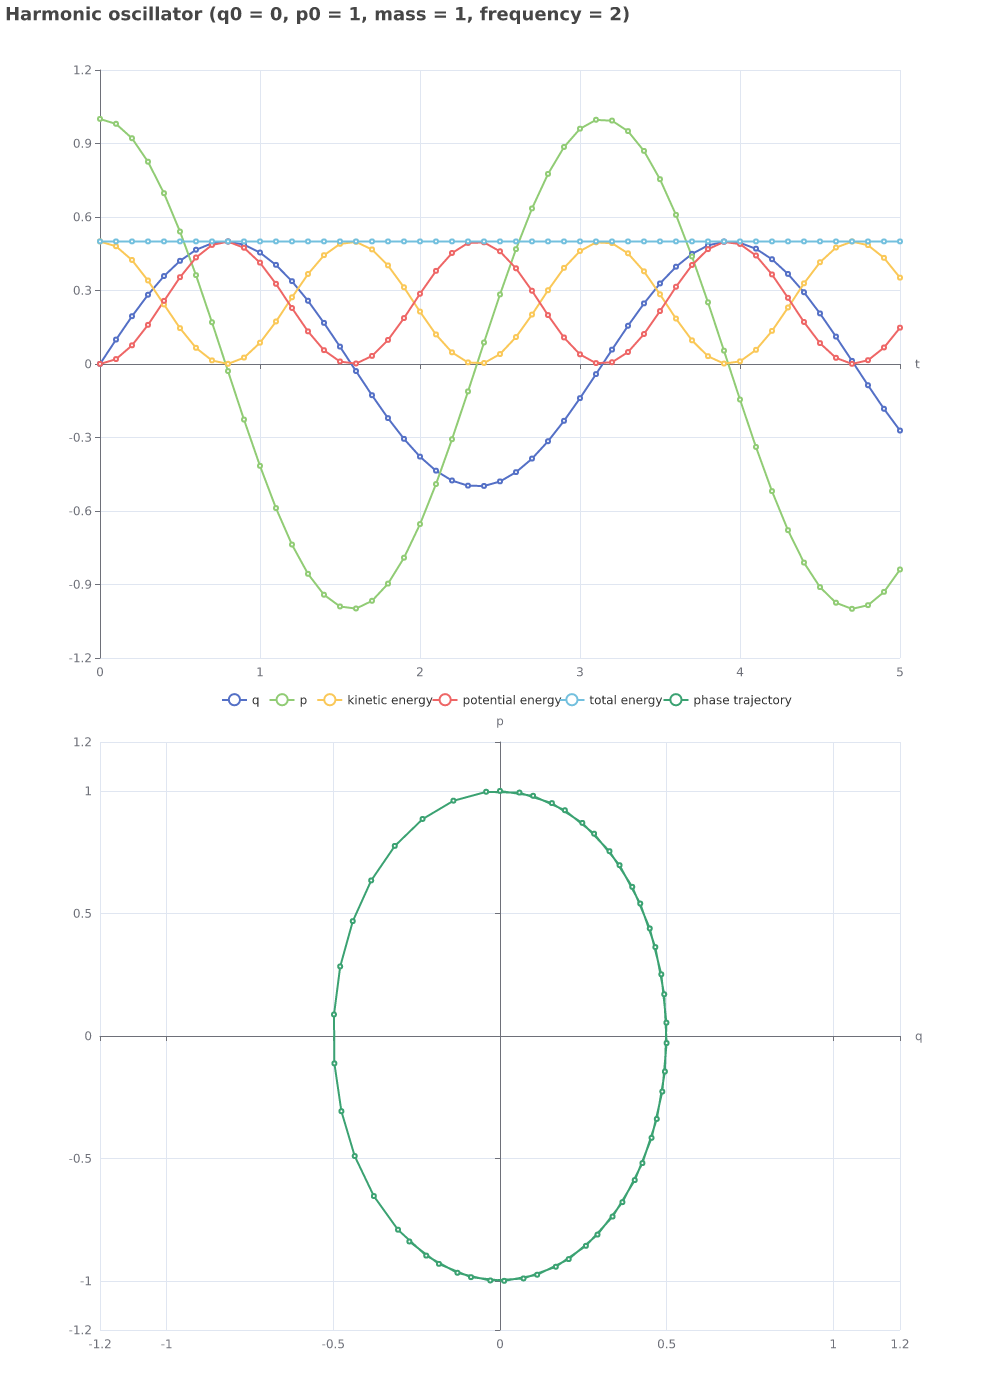 Harmonic oscillator (q0 = 0, p0 = 1, mass = 1, frequency = 2)
1.2
0.9
0.6
0.3
0
-0.3
-0.6
-0.9
-1.2
t
0 1 2 3 4 5
q p kinetic energy potential energy total energy phase trajectory
p
1.2
1
0.5
0
-0.5
-1
-1.2
q
-1.2 -1 -0.5 0 0.5 1 1.2